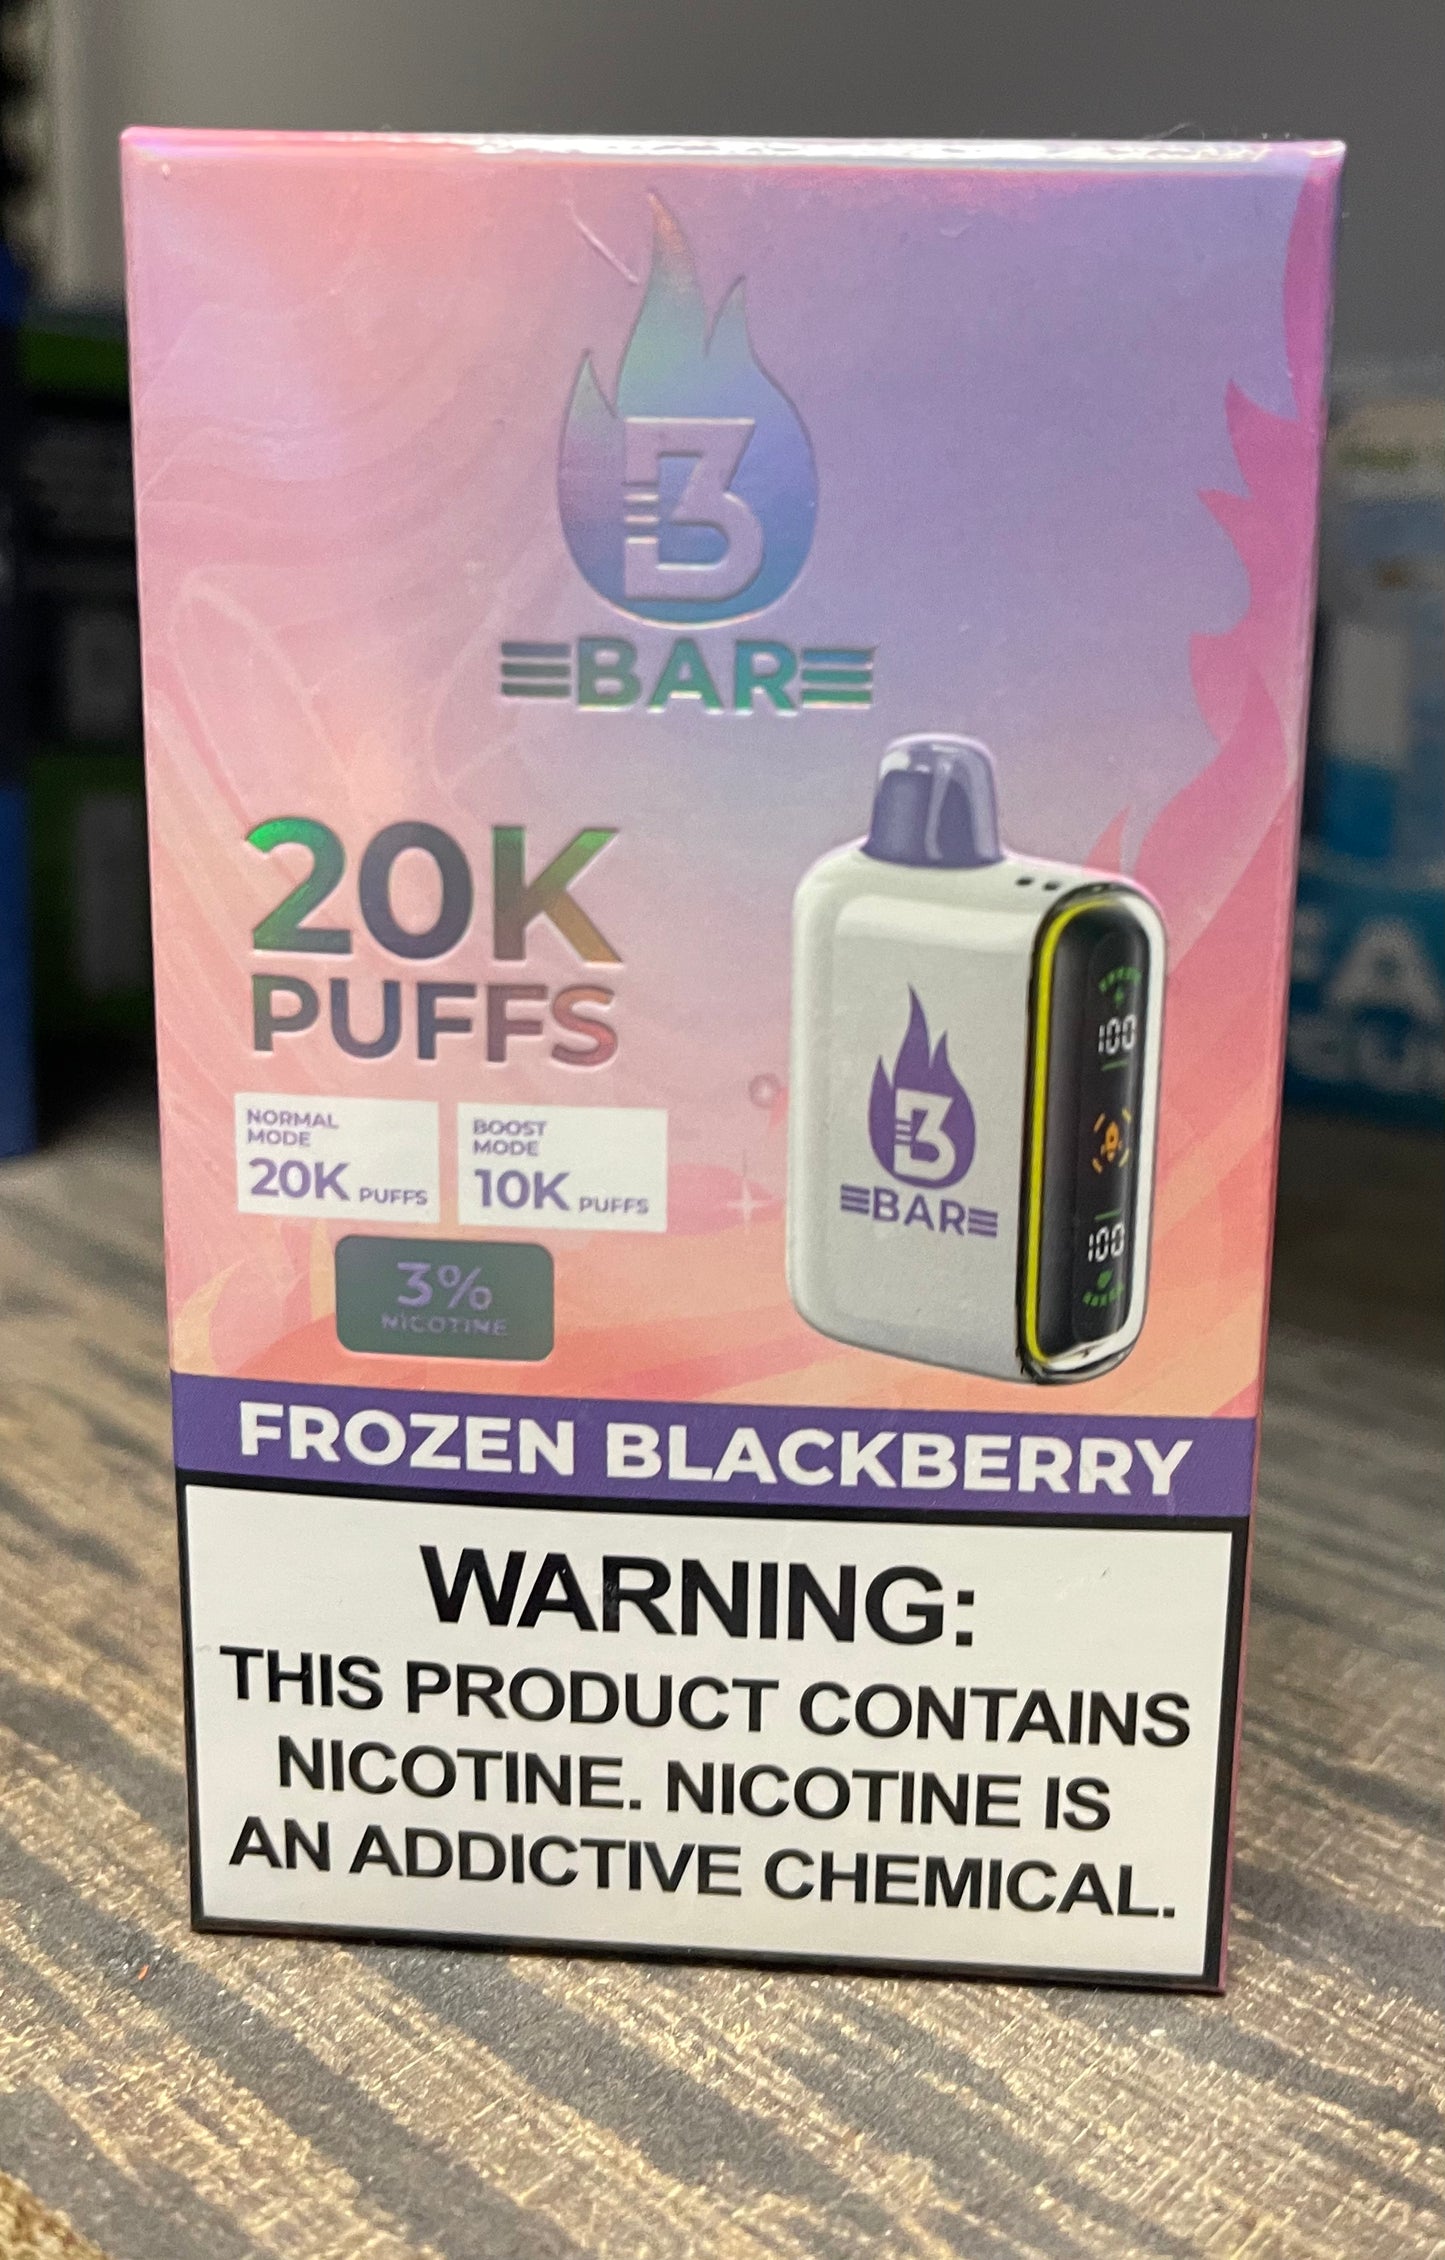 B
BAR
20K
PUFFS
NORMAL
MODE
20K PUFFS
BOOST
MODE
10K PUFFS
3%
NICOTINE
100
100
B
BAR
FROZEN BLACKBERRY
WARNING:
THIS PRODUCT CONTAINS
NICOTINE. NICOTINE IS
AN ADDICTIVE CHEMICAL.